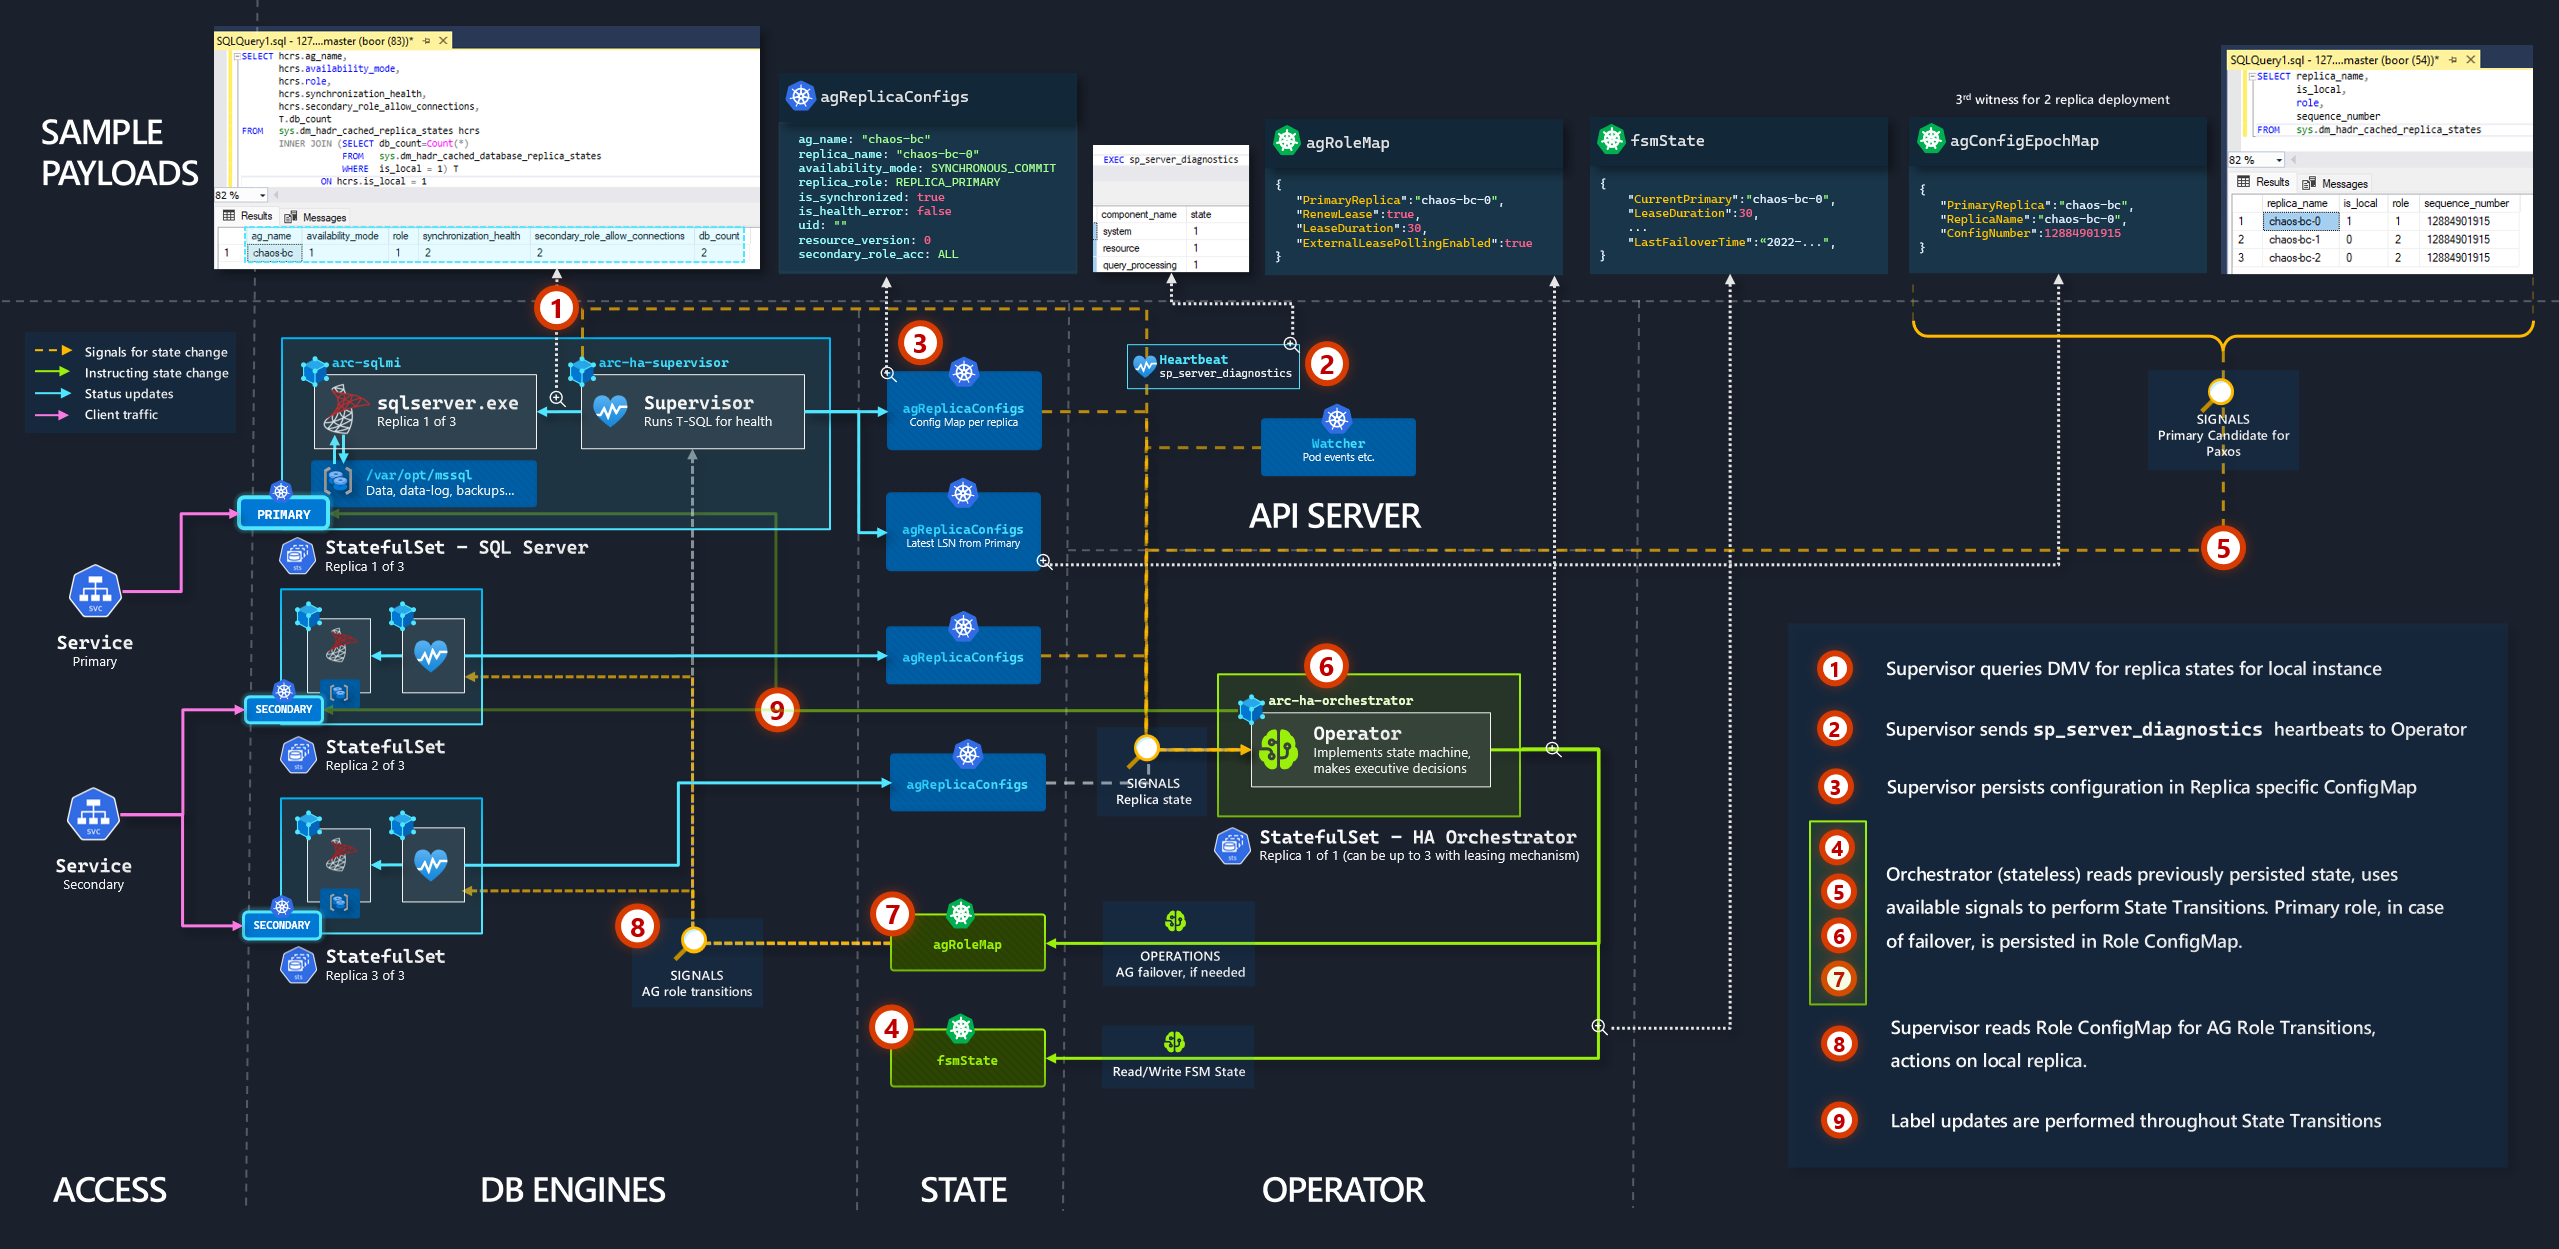 SAMPLE
PAYLOADS
SQLQuery1.sql - 127....master (boor (83))*
SELECT hcrs.ag_name,
hcrs.availability_mode,
hcrs.role,
hcrs.synchronization_health,
hcrs.secondary_role_allow_connections,
T.db_count
FROM sys.dm_hadr_cached_replica_states hcrs
INNER JOIN (SELECT db_count=Count(*)
FROM sys.dm_hadr_cached_database_replica_states
WHERE is_local = 1) T
ON hcrs.is_local = 1
82 %
Results Messages
ag_name availability_mode role synchronization_health secondary_role_allow_connections db_count
1 chaos-bc 1 1 2 2 2
agReplicaConfigs
ag_name: "chaos-bc"
replica_name: "chaos-bc-0"
availability_mode: SYNCHRONOUS_COMMIT
replica_role: REPLICA_PRIMARY
is_synchronized: true
is_health_error: false
uid: ""
resource_version: 0
secondary_role_acc: ALL
EXEC sp_server_diagnostics
component_name state
system 1
resource 1
query_processing 1
agRoleMap
{
"PrimaryReplica":"chaos-bc-0",
"RenewLease":true,
"LeaseDuration":30,
"ExternalLeasePollingEnabled":true
}
fsmState
{
"CurrentPrimary":"chaos-bc-0",
"LeaseDuration":30,
...
"LastFailoverTime":“2022-...",
}
3rd witness for 2 replica deployment
agConfigEpochMap
{
"PrimaryReplica":"chaos-bc",
"ReplicaName":"chaos-bc-0",
"ConfigNumber":12884901915
}
SQLQuery1.sql - 127....master (boor (54))*
SELECT replica_name,
is_local,
role,
sequence_number
FROM sys.dm_hadr_cached_replica_states
82 %
Results Messages
replica_name is_local role sequence_number
1 chaos-bc-0 1 1 12884901915
2 chaos-bc-1 0 2 12884901915
3 chaos-bc-2 0 2 12884901915
Signals for state change
Instructing state change
Status updates
Client traffic
1
arc-sqlmi
sqlserver.exe
Replica 1 of 3
arc-ha-supervisor
Supervisor
Runs T-SQL for health
/var/opt/mssql
Data, data-log, backups...
PRIMARY
sts
StatefulSet - SQL Server
Replica 1 of 3
3
agReplicaConfigs
Config Map per replica
agReplicaConfigs
Latest LSN from Primary
Heartbeat
sp_server_diagnostics
2
Watcher
Pod events etc.
API SERVER
SIGNALS
Primary Candidate for
Paxos
5
svc
Service
Primary
SECONDARY
sts
StatefulSet
Replica 2 of 3
9
agReplicaConfigs
svc
Service
Secondary
SECONDARY
sts
StatefulSet
Replica 3 of 3
agReplicaConfigs
SIGNALS
Replica state
6
arc-ha-orchestrator
Operator
Implements state machine,
makes executive decisions
sts
StatefulSet - HA Orchestrator
Replica 1 of 1 (can be up to 3 with leasing mechanism)
8
SIGNALS
AG role transitions
7
agRoleMap
OPERATIONS
AG failover, if needed
4
fsmState
Read/Write FSM State
1 Supervisor queries DMV for replica states for local instance
2 Supervisor sends sp_server_diagnostics heartbeats to Operator
3 Supervisor persists configuration in Replica specific ConfigMap
4
5
6
7
Orchestrator (stateless) reads previously persisted state, uses
available signals to perform State Transitions. Primary role, in case
of failover, is persisted in Role ConfigMap.
8 Supervisor reads Role ConfigMap for AG Role Transitions,
actions on local replica.
9 Label updates are performed throughout State Transitions
ACCESS
DB ENGINES
STATE
OPERATOR